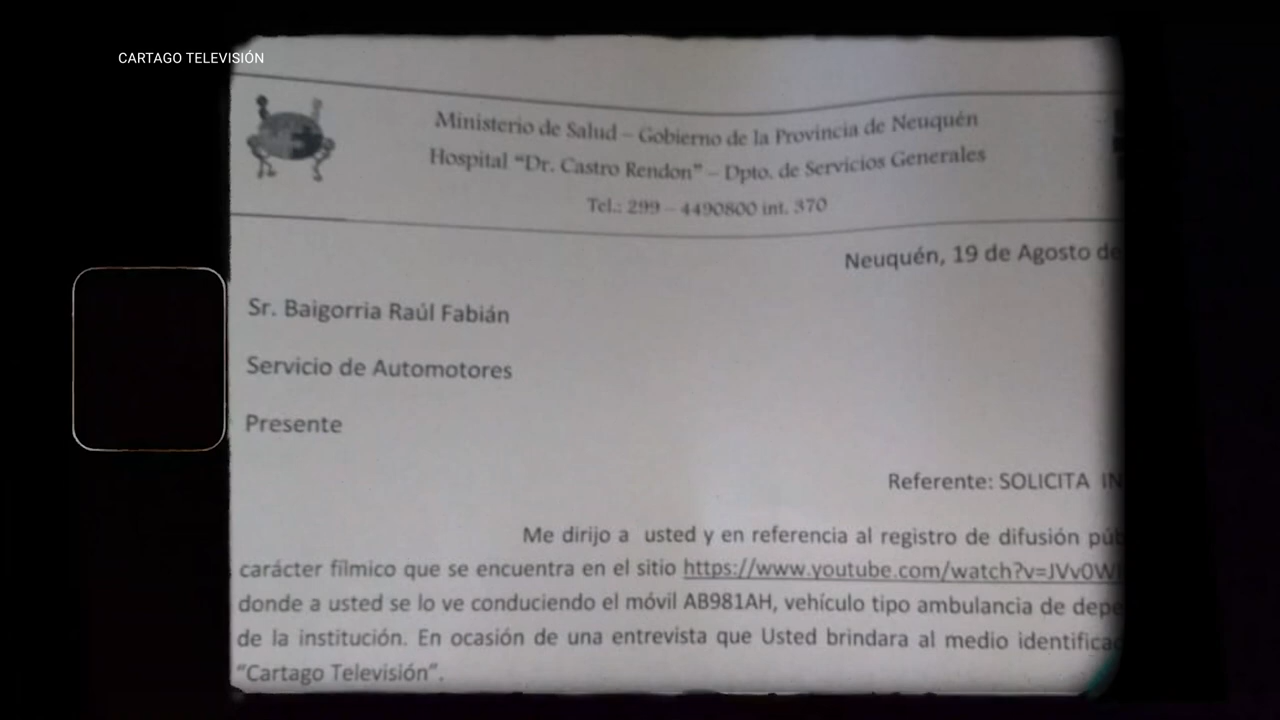 CARTAGO TELEVISIÓN
Ministerio de Salud – Gobierno de la Provincia de Neuquén
Hospital "Dr. Castro Rendon" – Dpto. de Servicios Generales
Tel.: 299 – 4490800 int. 370
Neuquén, 19 de Agosto de
Sr. Baigorria Raúl Fabián
Servicio de Automotores
Presente
Referente: SOLICITA IN
Me dirijo a usted y en referencia al registro de difusión púb
carácter fílmico que se encuentra en el sitio https://www.youtube.com/watch?v=JVv0W
donde a usted se lo ve conduciendo el móvil AB981AH, vehículo tipo ambulancia de depe
de la institución. En ocasión de una entrevista que Usted brindara al medio identificad
"Cartago Televisión".